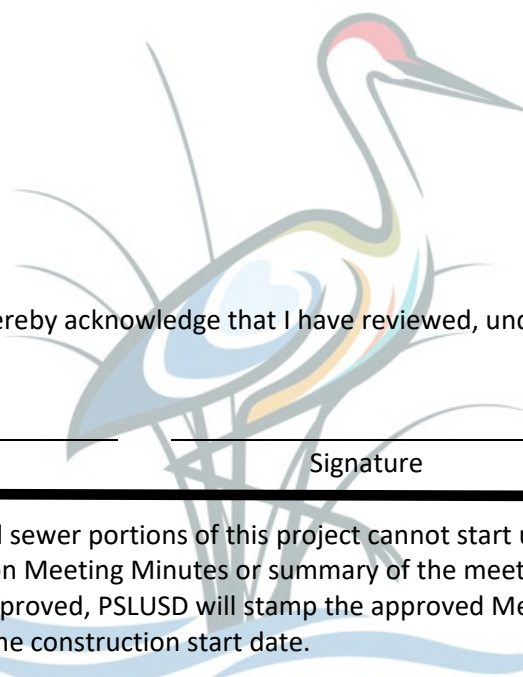 ereby acknowledge that I have reviewed, und
Signature
sewer portions of this project cannot start u
on Meeting Minutes or summary of the meet
proved, PSLUSD will stamp the approved Me
he construction start date.